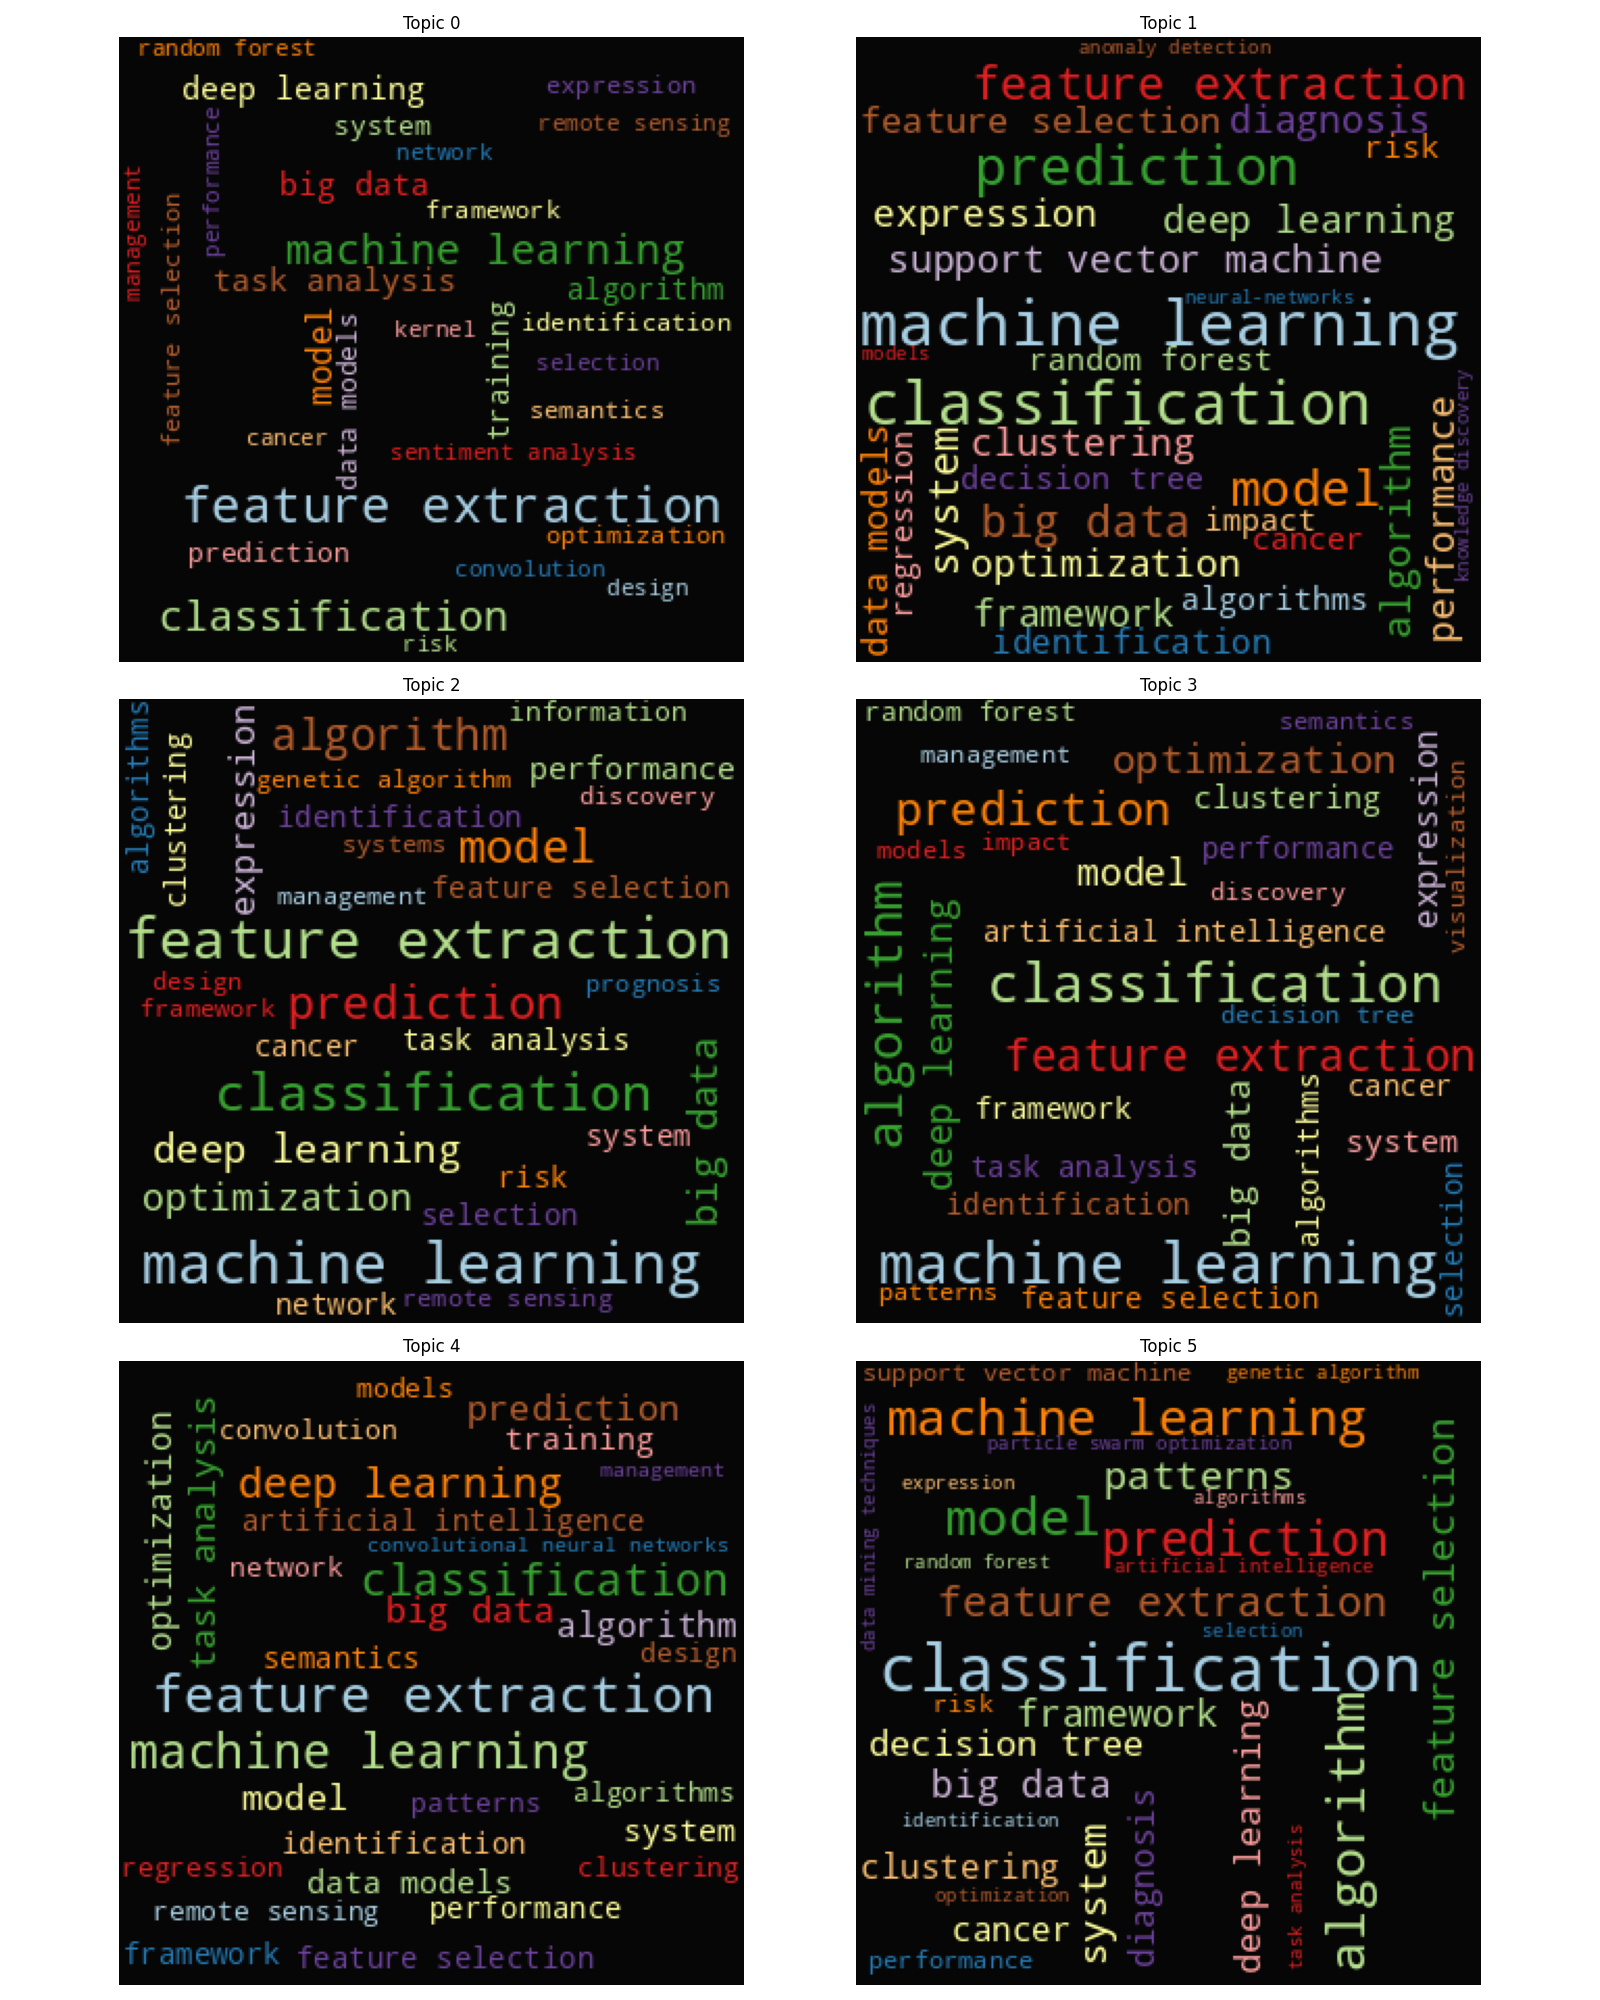 Topic 0
random forest
deep learning
expression
performance
system
remote sensing
network
management
big data
feature selection
framework
machine learning
task analysis
algorithm
model
data models
kernel
training
identification
selection
semantics
cancer
sentiment analysis
feature extraction
optimization
prediction
convolution
design
classification
risk
Topic 1
anomaly detection
feature extraction
feature selection
diagnosis
risk
prediction
expression
deep learning
support vector machine
neural-networks
machine learning
models
random forest
classification
knowledge discovery
performance
data models
regression
system
clustering
algorithm
decision tree
model
big data
impact
cancer
optimization
framework
algorithms
identification
Topic 2
algorithms
clustering
expression
algorithm
information
genetic algorithm
performance
discovery
identification
systems
model
management
feature selection
feature extraction
design
prognosis
framework
prediction
cancer
task analysis
big data
classification
system
deep learning
risk
optimization
selection
machine learning
network
remote sensing
Topic 3
random forest
semantics
management
optimization
expression
visualization
prediction
clustering
models
impact
performance
model
discovery
algorithm
deep learning
artificial intelligence
classification
decision tree
feature extraction
big data
algorithms
cancer
framework
system
task analysis
selection
identification
machine learning
patterns
feature selection
Topic 4
models
optimization
task analysis
convolution
prediction
training
deep learning
management
artificial intelligence
convolutional neural networks
network
classification
big data
algorithm
semantics
design
feature extraction
machine learning
model
patterns
algorithms
identification
system
regression
clustering
data models
remote sensing
performance
framework
feature selection
Topic 5
support vector machine
genetic algorithm
data mining techniques
machine learning
feature selection
particle swarm optimization
expression
patterns
algorithms
model
prediction
random forest
artificial intelligence
feature extraction
selection
classification
risk
framework
deep learning
algorithm
decision tree
big data
diagnosis
identification
system
task analysis
clustering
optimization
cancer
performance